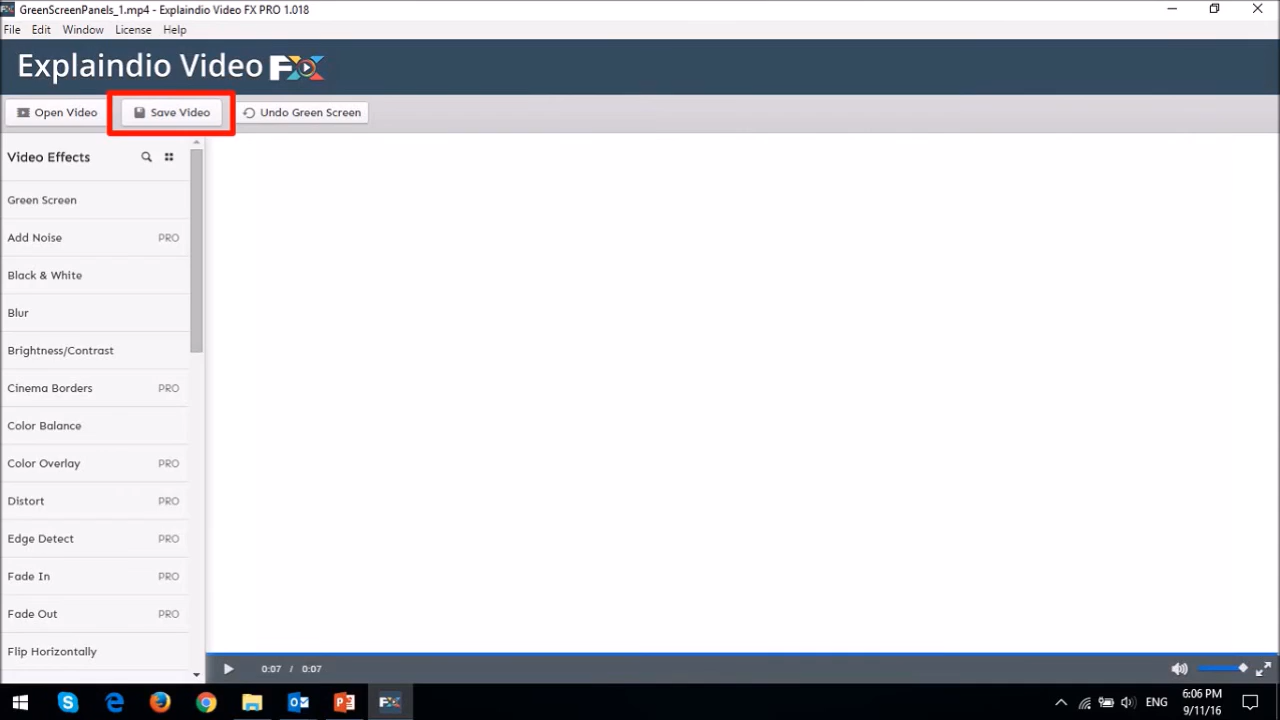 GreenScreenPanels_1.mp4 - Explaindio Video FX PRO 1.018
File Edit Window License Help
Explaindio Video FX
Open Video Save Video Undo Green Screen
Video Effects
Green Screen
Add Noise PRO
Black & White
Blur
Brightness/Contrast
Cinema Borders PRO
Color Balance
Color Overlay PRO
Distort PRO
Edge Detect PRO
Fade In PRO
Fade Out PRO
Flip Horizontally
0:07 / 0:07
ENG
6:06 PM
9/11/16